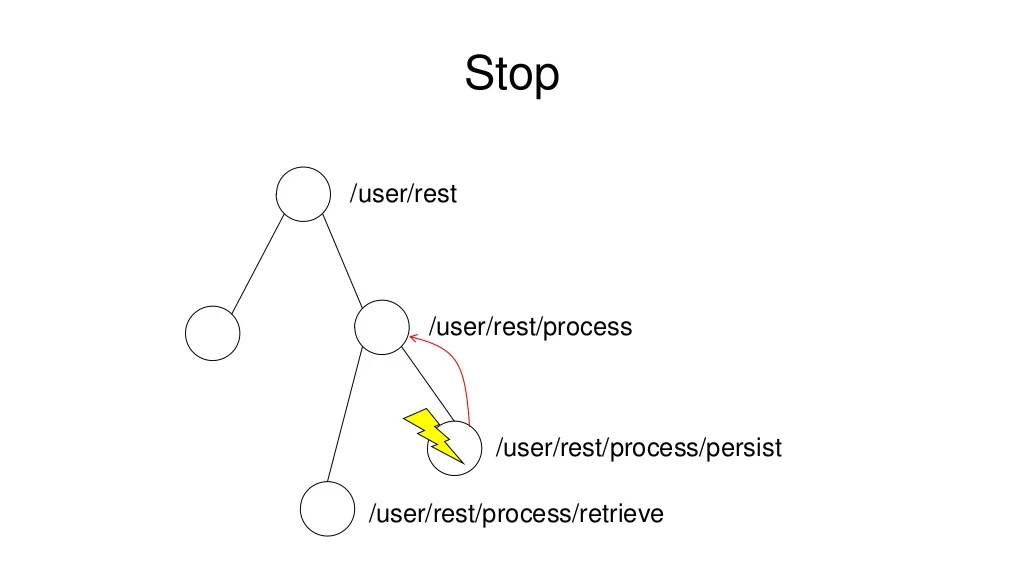 Stop
/user/rest
/user/rest/process
/user/rest/process/persist
/user/rest/process/retrieve